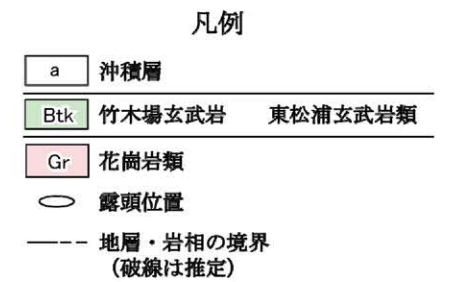 凡例
a 沖積層
Btk 竹木場玄武岩 東松浦玄武岩類
Gr 花崗岩類
露頭位置
地層・岩相の境界
(破線は推定)